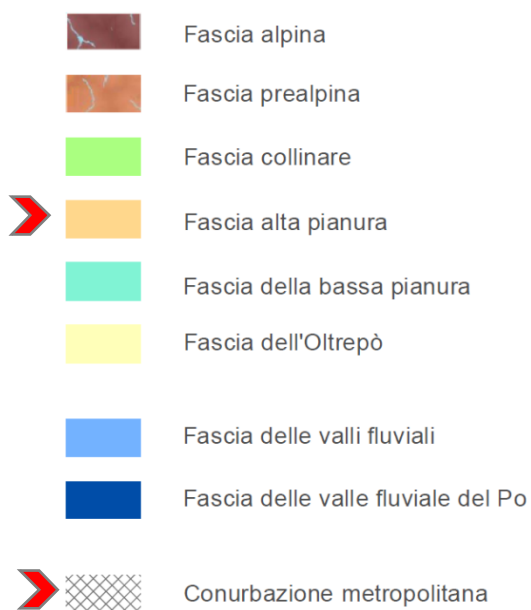 Fascia alpina
Fascia prealpina
Fascia collinare
Fascia alta pianura
Fascia della bassa pianura
Fascia dell'Oltrepò
Fascia delle valli fluviali
Fascia delle valle fluviale del Po
Conurbazione metropolitana